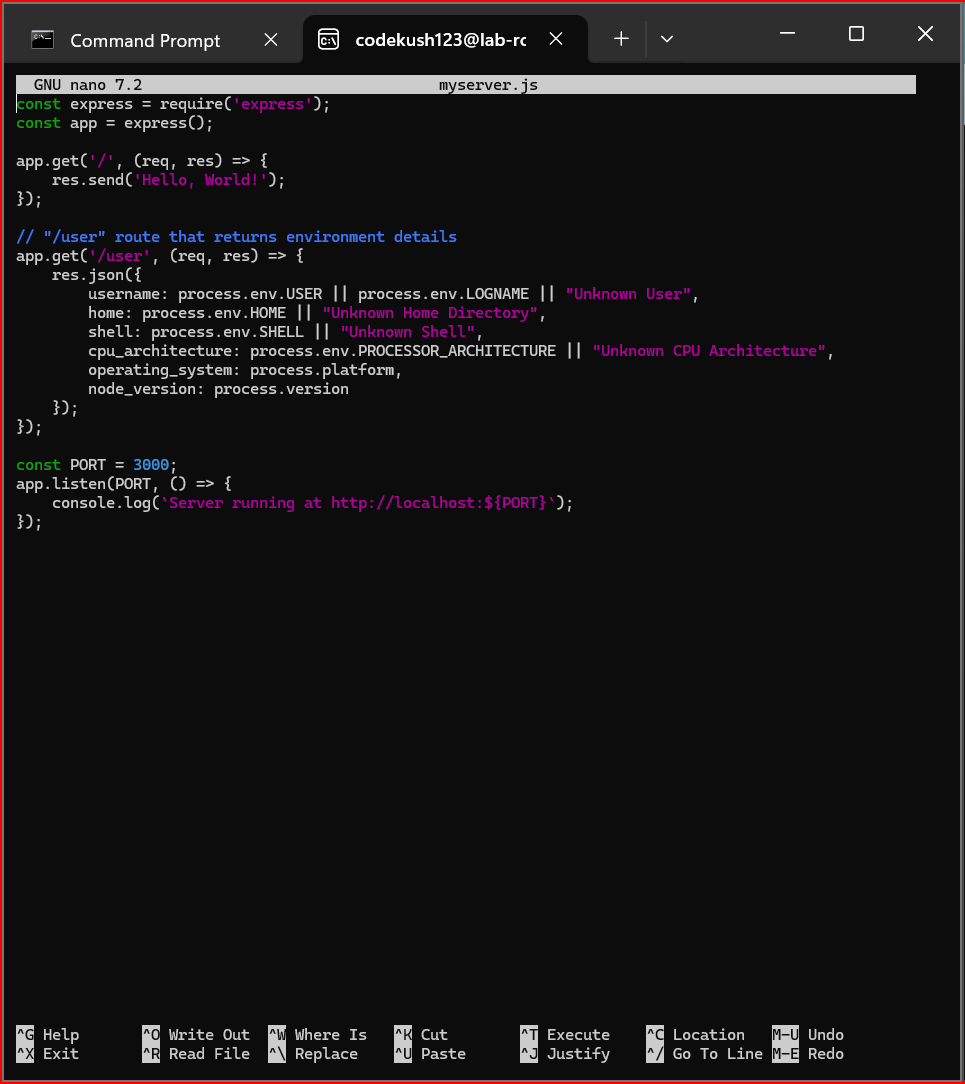 Command Prompt
codekush123@lab-rc
GNU nano 7.2 myserver.js
const express = require('express');
const app = express();

app.get('/', (req, res) => {
    res.send('Hello, World!');
});

// "/user" route that returns environment details
app.get('/user', (req, res) => {
    res.json({
        username: process.env.USER || process.env.LOGNAME || "Unknown User",
        home: process.env.HOME || "Unknown Home Directory",
        shell: process.env.SHELL || "Unknown Shell",
        cpu_architecture: process.env.PROCESSOR_ARCHITECTURE || "Unknown CPU Architecture",
        operating_system: process.platform,
        node_version: process.version
    });
});

const PORT = 3000;
app.listen(PORT, () => {
    console.log(`Server running at http://localhost:${PORT}`);
});

^G Help ^O Write Out ^W Where Is ^K Cut ^T Execute ^C Location M-U Undo
^X Exit ^R Read File ^\ Replace ^U Paste ^J Justify ^/ Go To Line M-E Redo